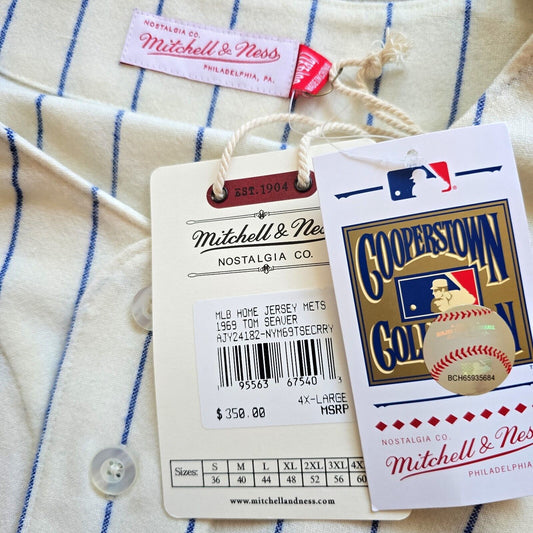 NOSTALGIA CO.
Mitchell & Ness
PHILADELPHIA, PA.
EST. 1904
Mitchell & Ness
NOSTALGIA CO.
MLB HOME JERSEY METS
1969 TOM SEAVER
AJY24182-NYM69TSECRRY
95563 67540 3
4X-LARGE
$350.00 MSRP
Sizes: S M L XL 2XL 3XL 4XL
36 40 44 48 52 56 60
www.mitchellandness.com
COOPERSTOWN
COLLECTION
BCH65935684
NOSTALGIA CO.
Mitchell & Ness
PHILADELPHIA